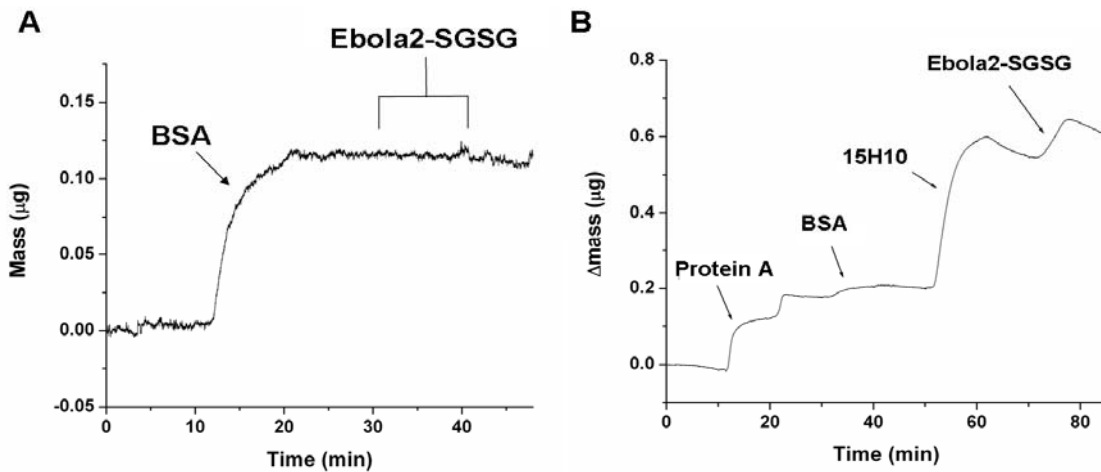 A
Ebola2-SGSG
BSA
Mass (µg)
0.15
0.10
0.05
0.00
-0.05
0
10
20
30
40
Time (min)
B
Ebola2-SGSG
15H10
BSA
Protein A
Δmass (µg)
0.8
0.6
0.4
0.2
0.0
0
20
40
60
80
Time (min)